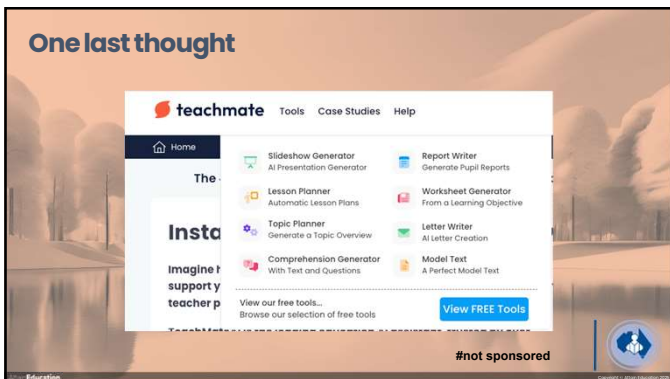 One last thought
teachmate Tools Case Studies Help
Home
The
Insta
Imagine h
support y
teacher p
Slideshow Generator
AI Presentation Generator
Report Writer
Generate Pupil Reports
Lesson Planner
Automatic Lesson Plans
Worksheet Generator
From a Learning Objective
Topic Planner
Generate a Topic Overview
Letter Writer
AI Letter Creation
Comprehension Generator
With Text and Questions
Model Text
A Perfect Model Text
View our free tools...
Browse our selection of free tools
View FREE Tools
#not sponsored